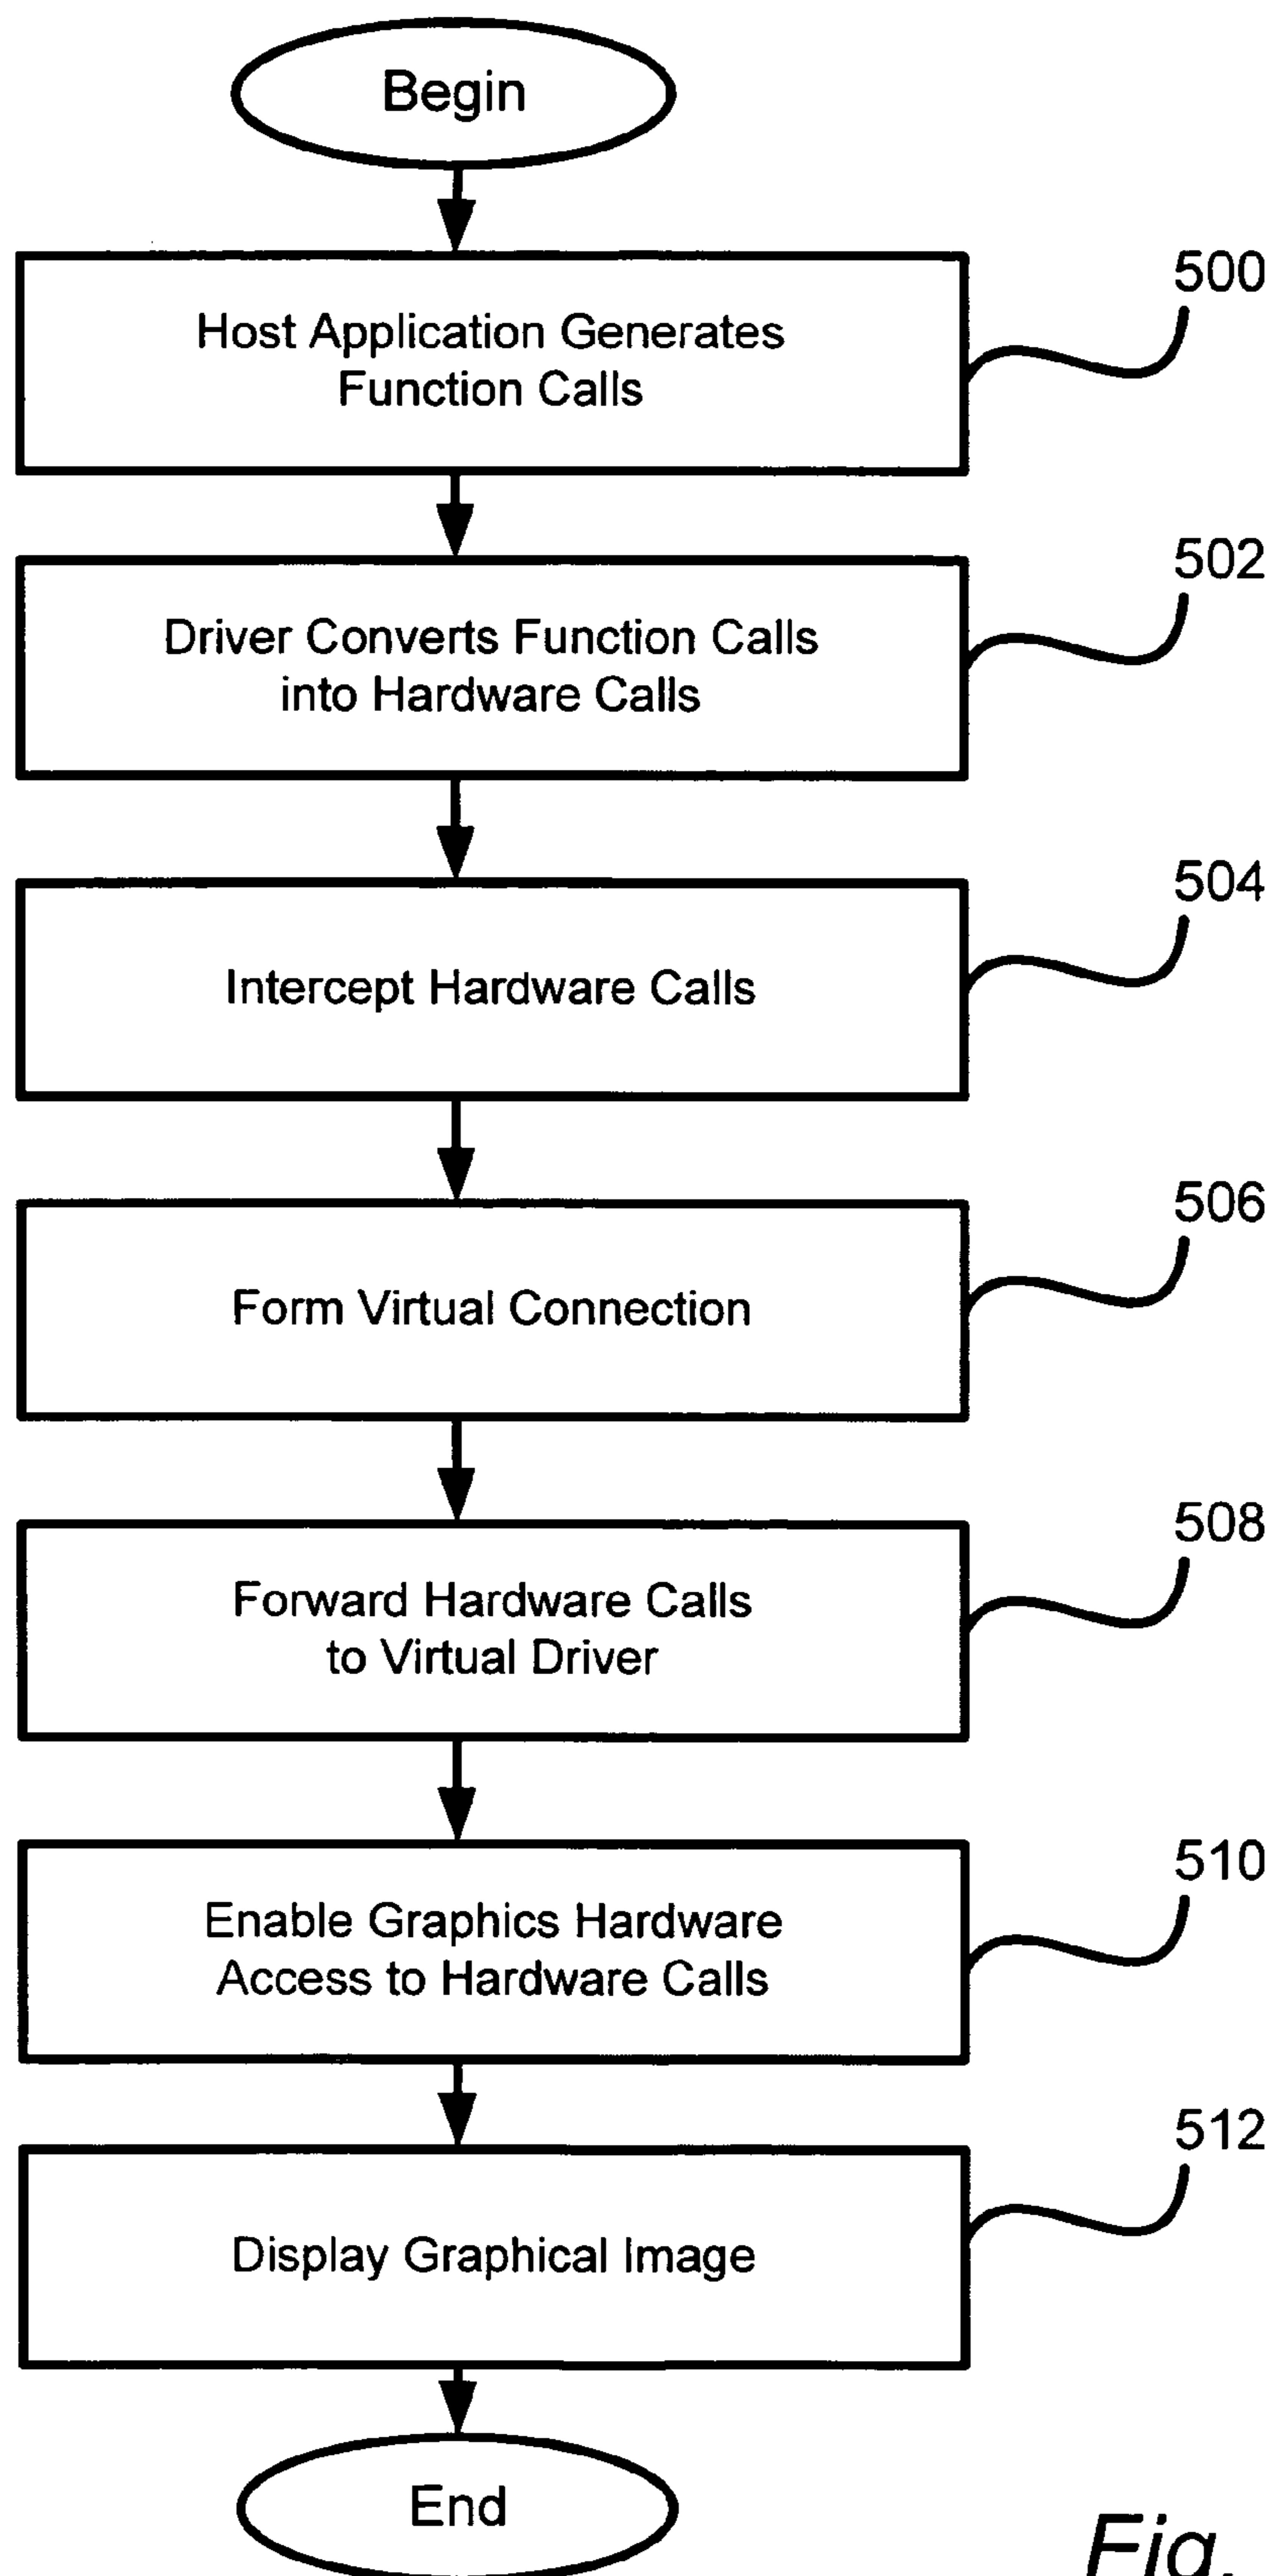 Begin
Host Application Generates
Function Calls
500
Driver Converts Function Calls
into Hardware Calls
502
Intercept Hardware Calls
504
Form Virtual Connection
506
Forward Hardware Calls
to Virtual Driver
508
Enable Graphics Hardware
Access to Hardware Calls
510
Display Graphical Image
512
End
Fig.